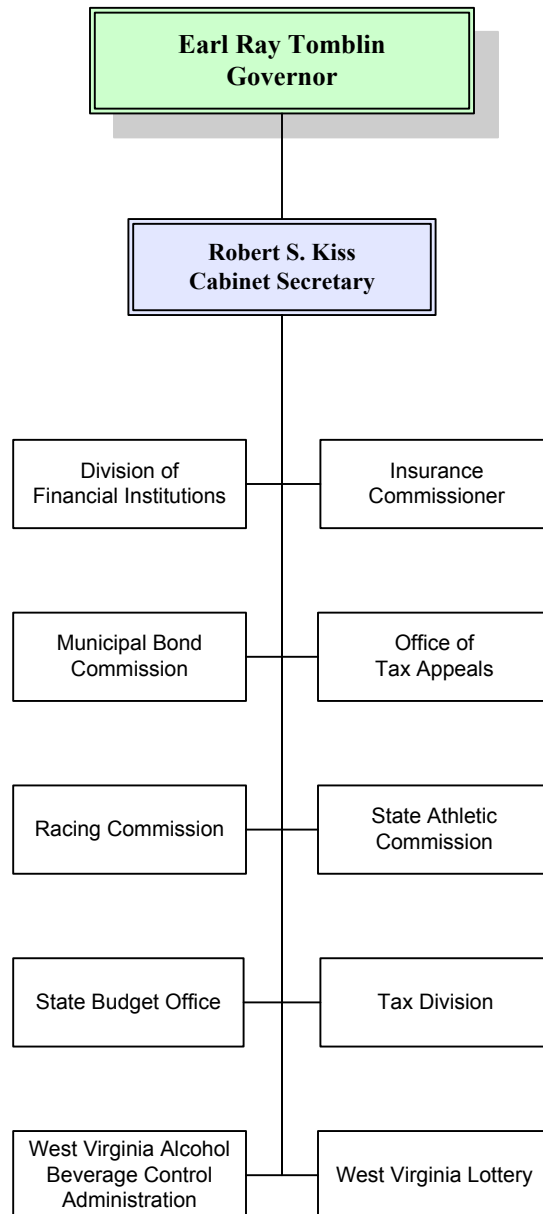 Earl Ray Tomblin
Governor
Robert S. Kiss
Cabinet Secretary
Division of
Financial Institutions
Insurance
Commissioner
Municipal Bond
Commission
Office of
Tax Appeals
Racing Commission
State Athletic
Commission
State Budget Office
Tax Division
West Virginia Alcohol
Beverage Control
Administration
West Virginia Lottery